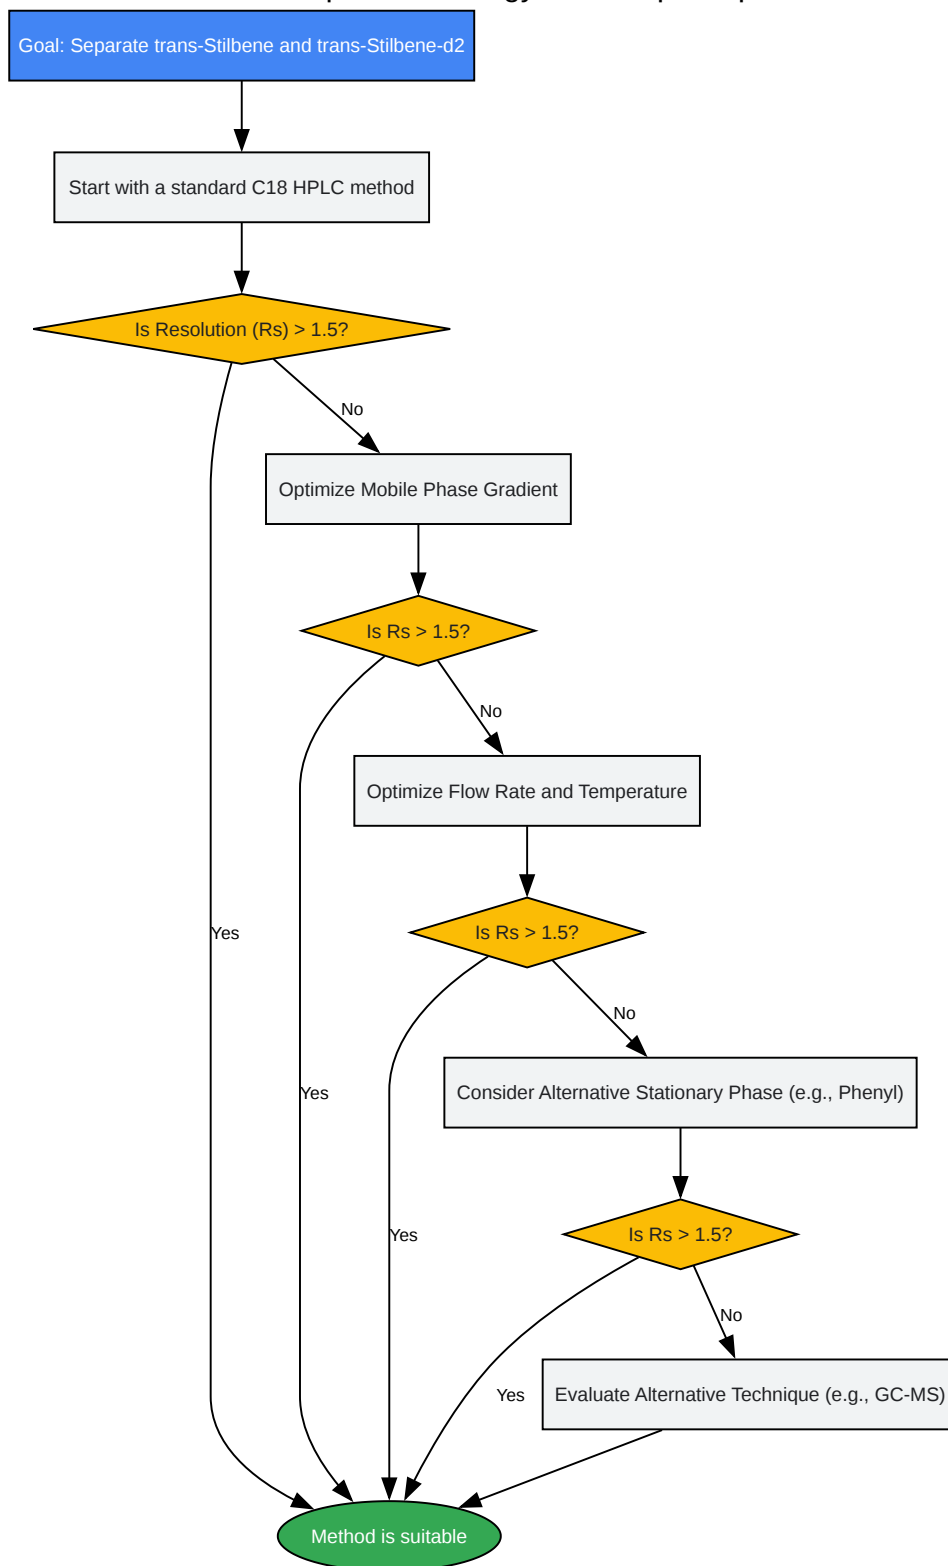 Goal: Separate trans-Stilbene and trans-Stilbene-d2
Start with a standard C18 HPLC method
Is Resolution (Rs) > 1.5?
No
Optimize Mobile Phase Gradient
Is Rs > 1.5?
No
Optimize Flow Rate and Temperature
Yes
Is Rs > 1.5?
No
Consider Alternative Stationary Phase (e.g., Phenyl)
Yes
Yes
Is Rs > 1.5?
No
Yes
Evaluate Alternative Technique (e.g., GC-MS)
Method is suitable